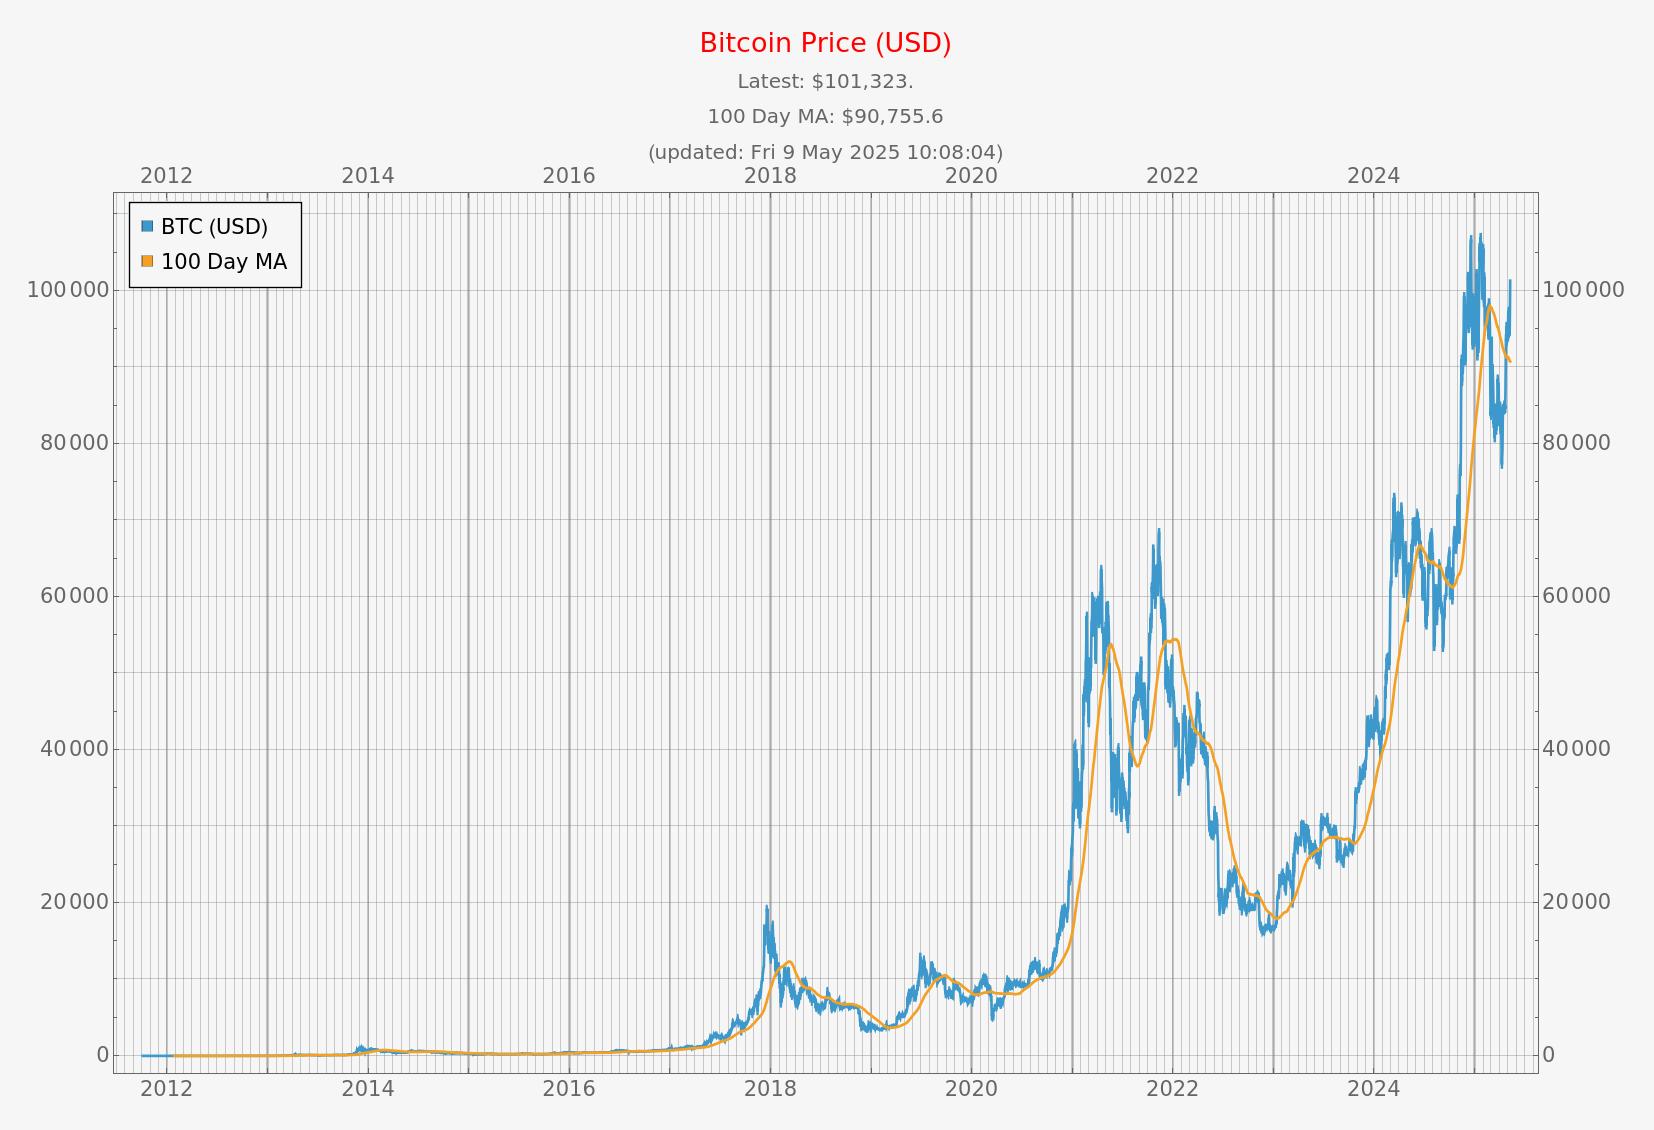 Bitcoin Price (USD)
Latest: $101,323.
100 Day MA: $90,755.6
(updated: Fri 9 May 2025 10:08:04)
2012 2014 2016 2018 2020 2022 2024
BTC (USD)
100 Day MA
100 000 100 000
80 000 80 000
60 000 60 000
40 000 40 000
20 000 20 000
0 0
2012 2014 2016 2018 2020 2022 2024